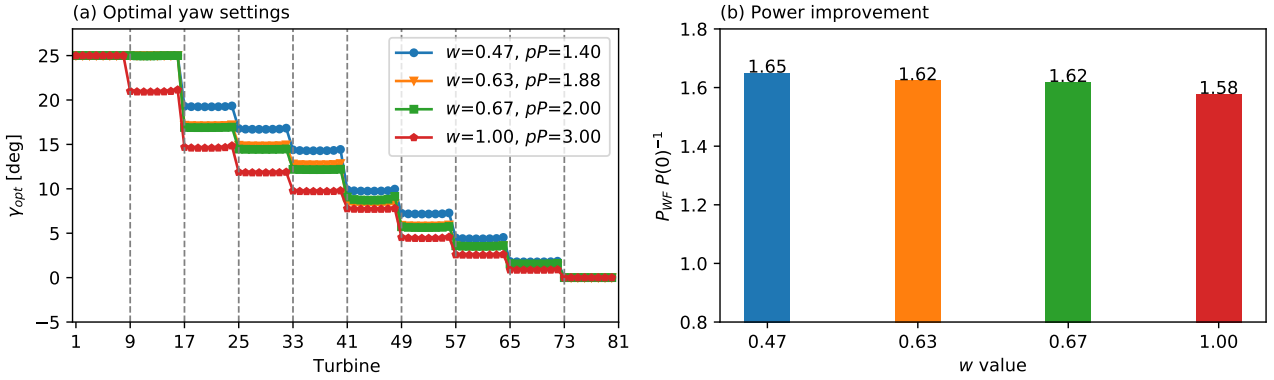 (a) Optimal yaw settings
γopt [deg]
25
20
15
10
5
0
−5
w=0.47, pP=1.40
w=0.63, pP=1.88
w=0.67, pP=2.00
w=1.00, pP=3.00
1 9 17 25 33 41 49 57 65 73 81
Turbine
(b) Power improvement
PWF P(0)⁻¹
1.8
1.6
1.4
1.2
1.0
0.8
1.65 1.62 1.62 1.58
0.47 0.63 0.67 1.00
w value